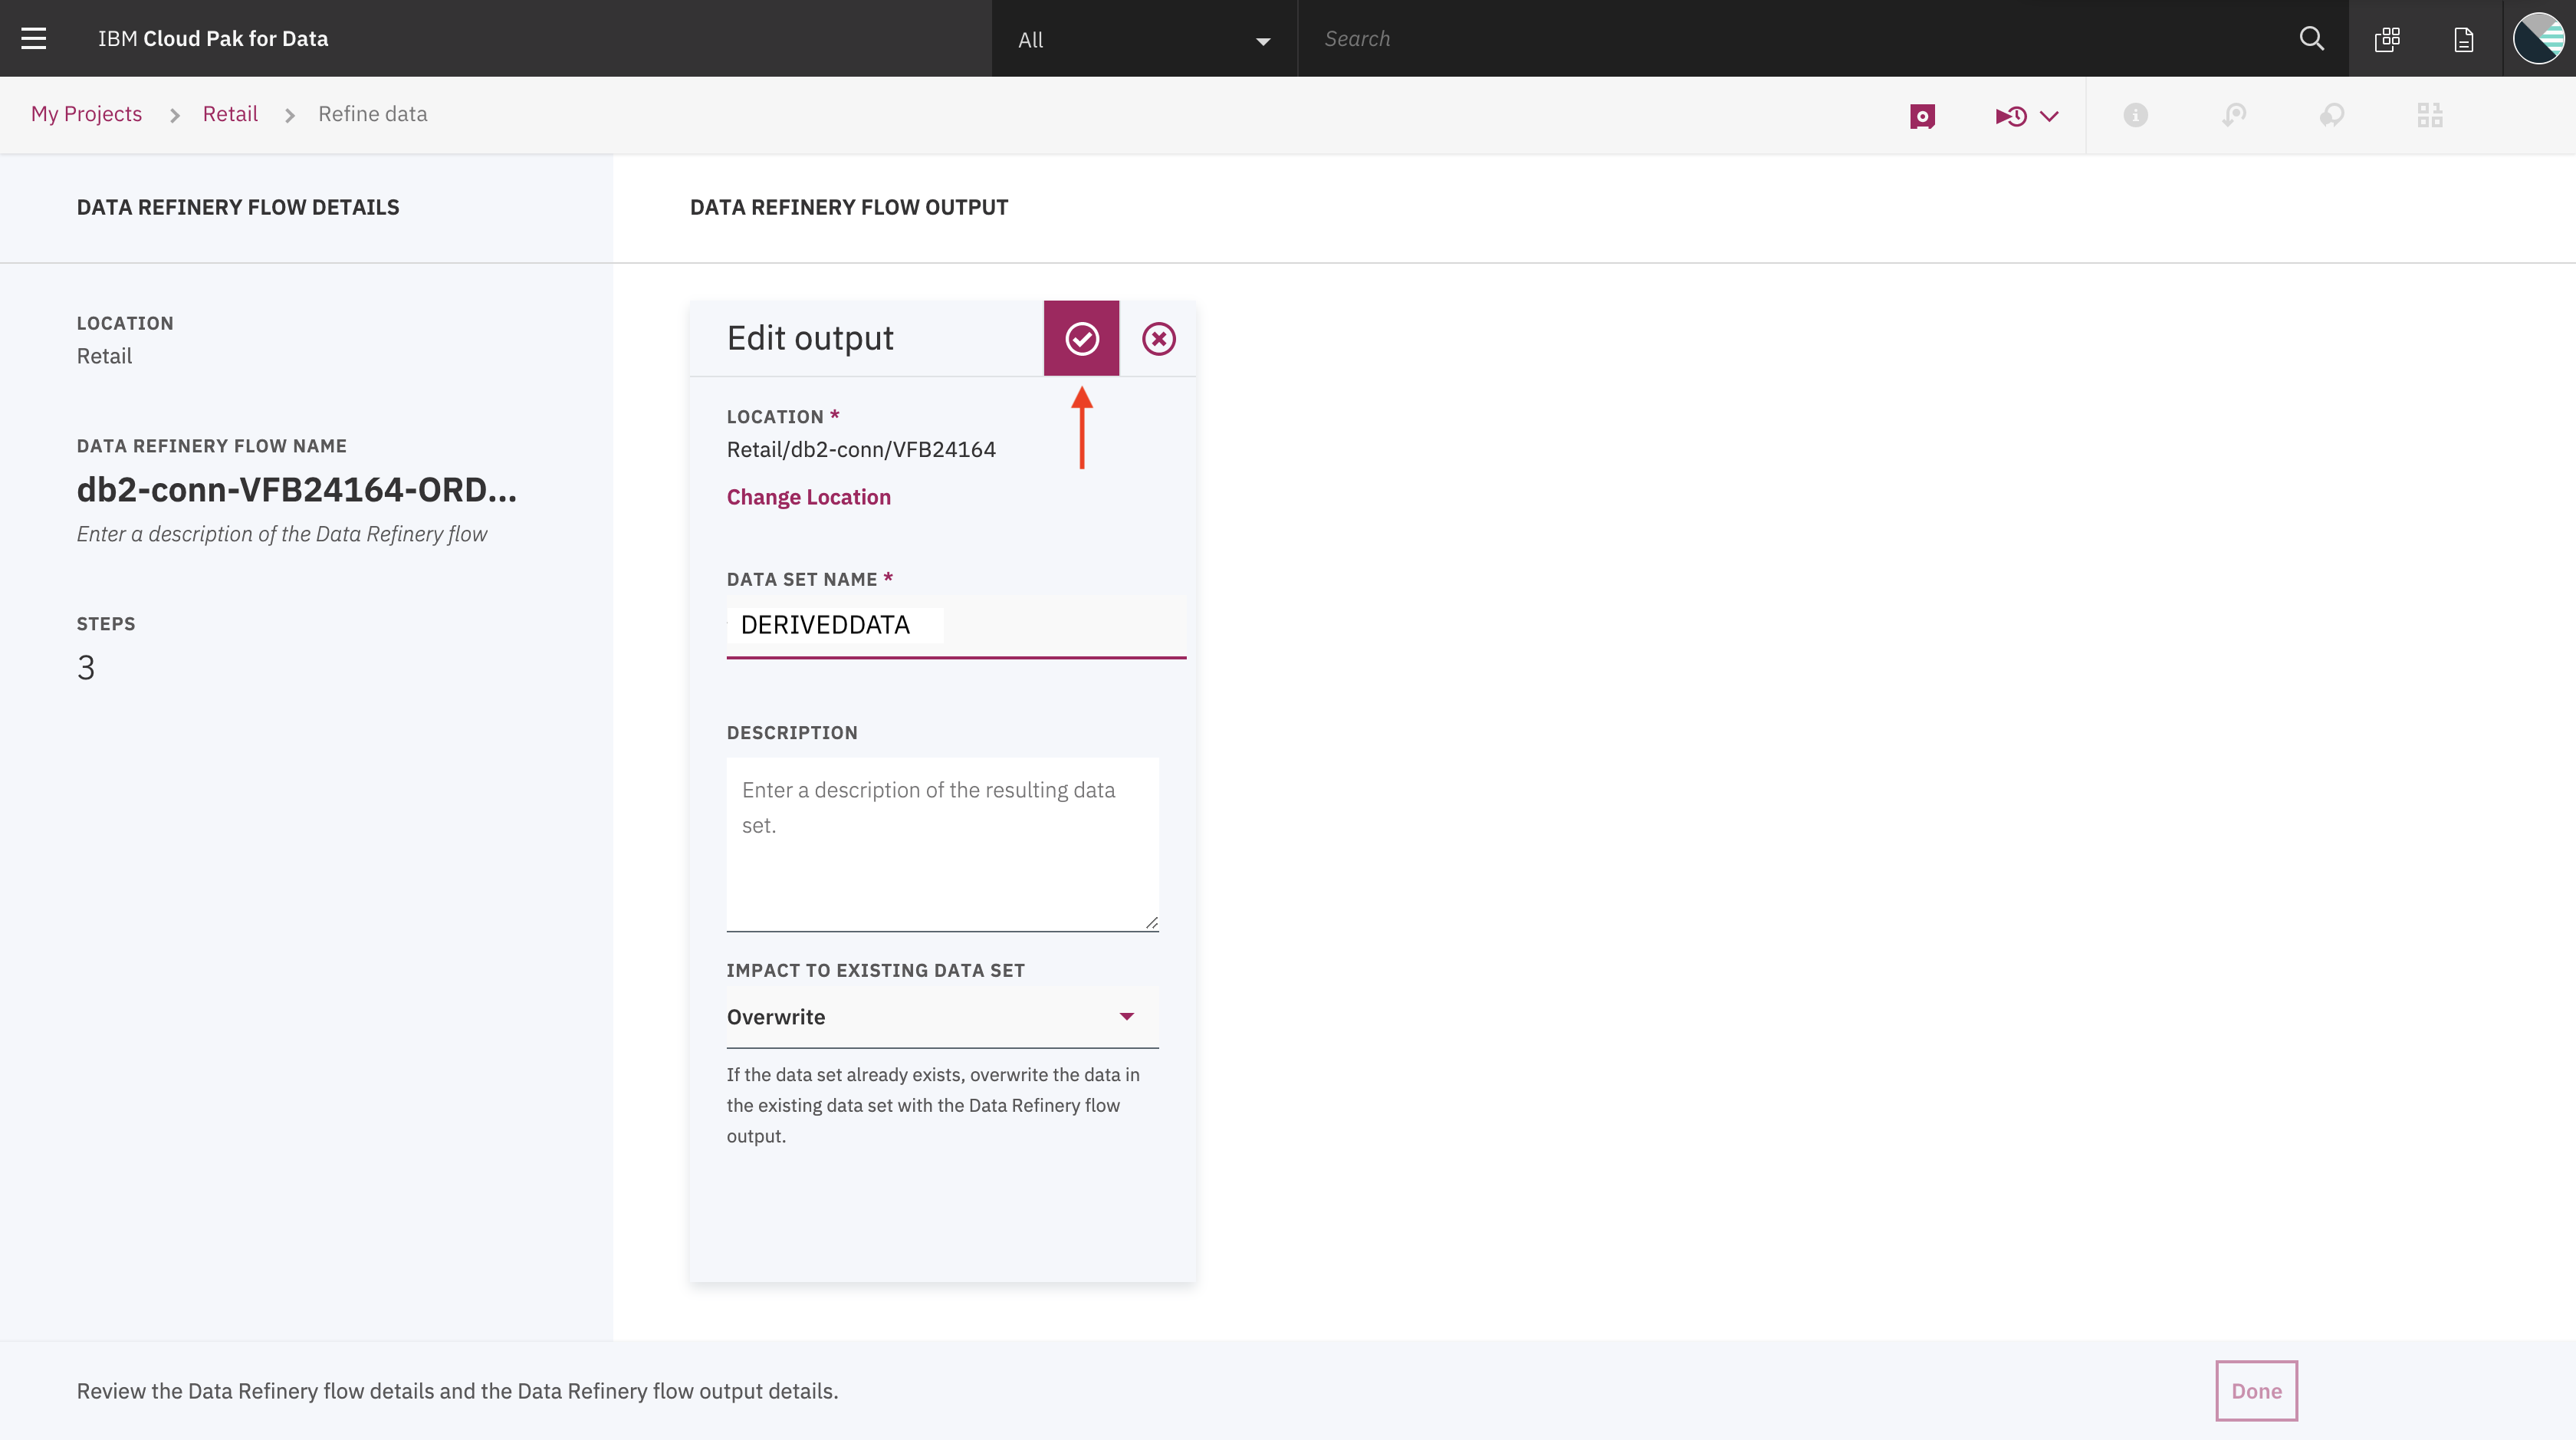 IBM Cloud Pak for Data
All
Search
My Projects
Retail
Refine data
DATA REFINERY FLOW DETAILS
DATA REFINERY FLOW OUTPUT
LOCATION
Retail
DATA REFINERY FLOW NAME
db2-conn-VFB24164-ORD...
Enter a description of the Data Refinery flow
STEPS
3
Edit output
LOCATION *
Retail/db2-conn/VFB24164
Change Location
DATA SET NAME *
DERIVEDDATA
DESCRIPTION
Enter a description of the resulting data
set.
IMPACT TO EXISTING DATA SET
Overwrite
If the data set already exists, overwrite the data in
the existing data set with the Data Refinery flow
output.
Review the Data Refinery flow details and the Data Refinery flow output details.
Done